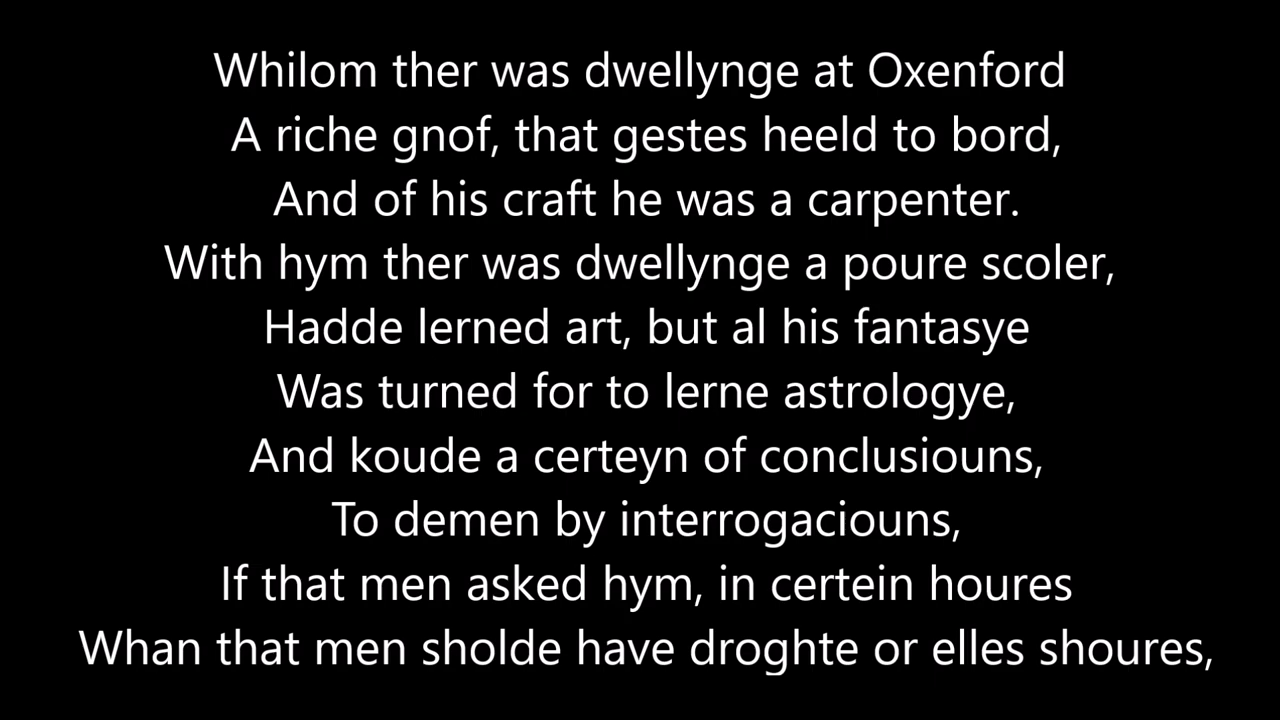 Whilom ther was dwellynge at Oxenford
A riche gnof, that gestes heeld to bord,
And of his craft he was a carpenter.
With hym ther was dwellynge a poure scoler,
Hadde lerned art, but al his fantasye
Was turned for to lerne astrologye,
And koude a certeyn of conclusiouns,
To demen by interrogaciouns,
If that men asked hym, in certein houres
Whan that men sholde have droghte or elles shoures,